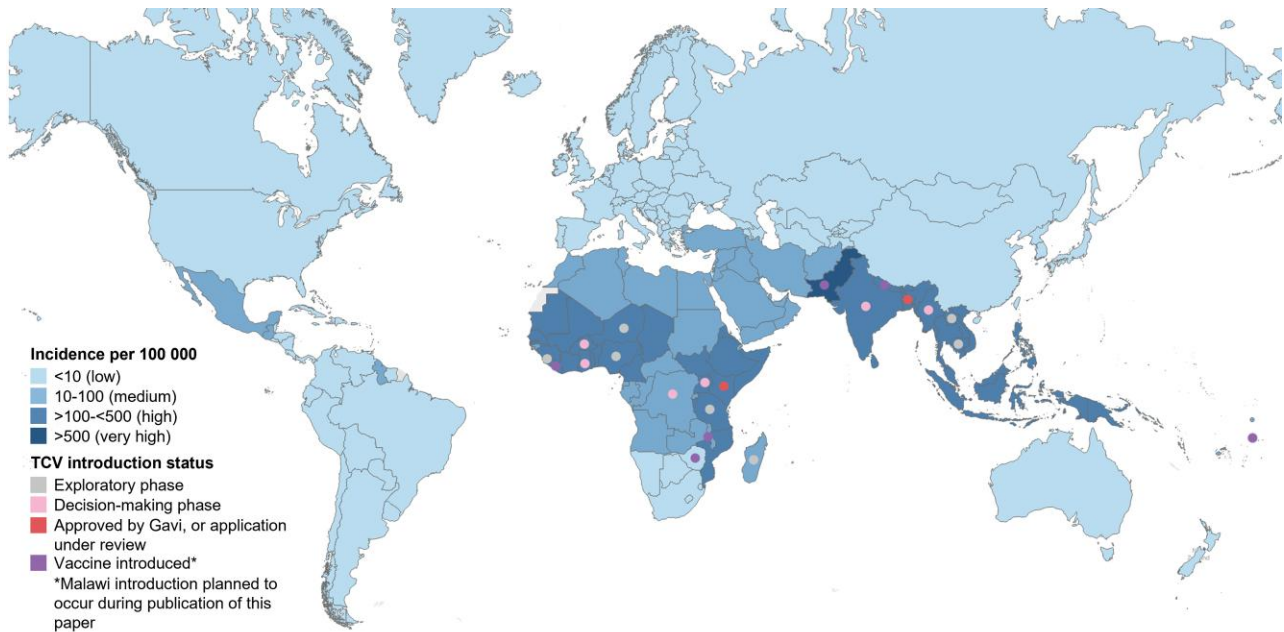 Incidence per 100 000
<10 (low)
10-100 (medium)
>100-<500 (high)
>500 (very high)
TCV introduction status
Exploratory phase
Decision-making phase
Approved by Gavi, or application
under review
Vaccine introduced*
*Malawi introduction planned to
occur during publication of this
paper